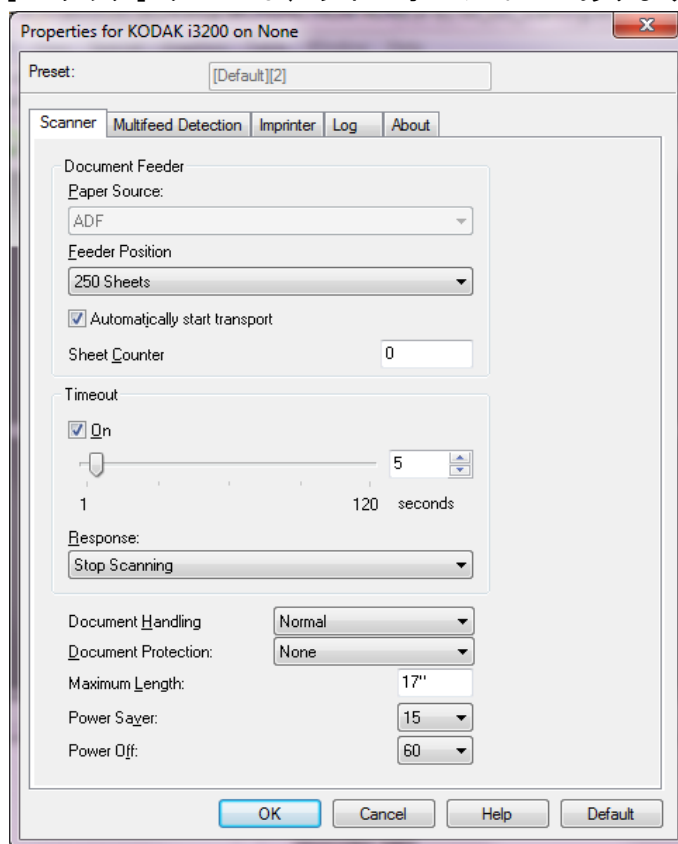 Properties for KODAK i3200 on None
Preset: [Default][2]
Scanner Multifeed Detection Imprinter Log About
Document Feeder
Paper Source:
ADF
Feeder Position
250 Sheets
Automatically start transport
Sheet Counter 0
Timeout
On
5
1 120 seconds
Response:
Stop Scanning
Document Handling Normal
Document Protection: None
Maximum Length: 17"
Power Saver: 15
Power Off: 60
OK Cancel Help Default